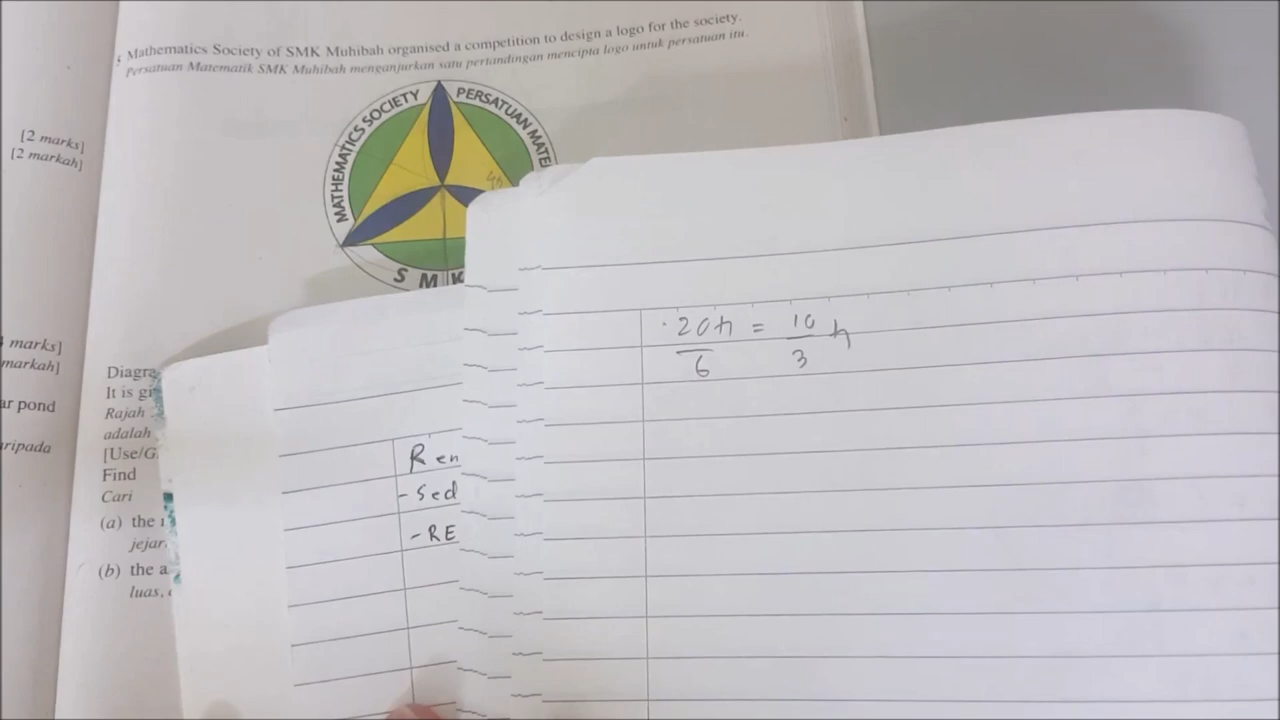 Mathematics Society of SMK Muhibah organised a competition to design a logo for the society.
Persatuan Matematik SMK Muhibah menganjurkan satu pertandingan mencipta logo untuk persatuan itu.
MATHEMATICS SOCIETY
PERSATUAN MATE
SMK
[2 marks]
[2 markah]
marks]
markah]
ar pond
aripada
Diagra
It is gi
Rajah
adalah
[Use/G
Find
Cari
(a) the
jejar
(b) the a
luas,
Ren
- Sed
- RE
20π = 10 π
6 3